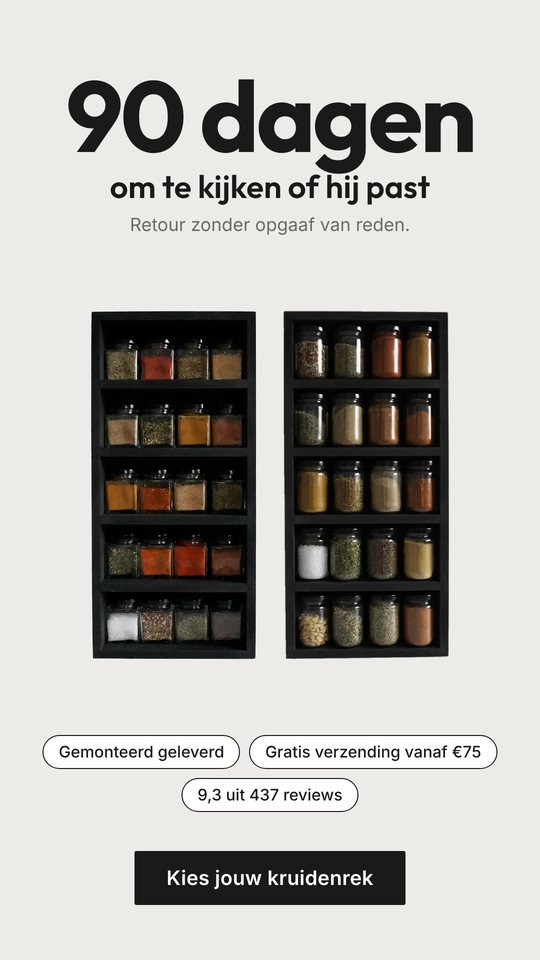 90 dagen
om te kijken of hij past
Retour zonder opgaaf van reden.
Gemonteerd geleverd
Gratis verzending vanaf €75
9,3 uit 437 reviews
Kies jouw kruidenrek